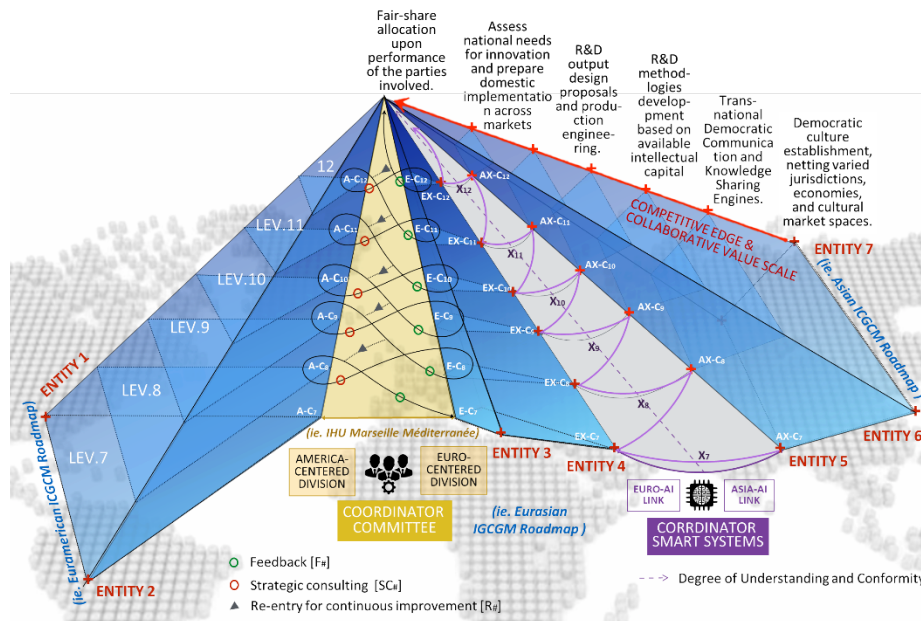 Fair-share
allocation
upon
performance
of the parties
involved.
Assess
national needs
for innovation
and prepare
domestic
implementatio
n across
markets
R&D
output
design
proposals
and produ-
ction
enginee-
ring.
R&D
method-
logies
develop-
ment
based on
available
intellectual
capital
Trans-
national
Democratic
Communica
tion and
Knowledge
Sharing
Engines.
Democratic
culture
establishment,
netting varied
jurisdictions,
economies,
and cultural
market spaces.
COMPETITIVE EDGE &
COLLABORATIVE VALUE SCALE
ENTITY 7
(ie. Asian ICGCM Roadmap )
ENTITY 6
12
LEV.11
LEV.10
LEV.9
LEV.8
LEV.7
ENTITY 1
(ie. Euramerican ICGCM Roadmap)
ENTITY 2
A-C12
E-C12
A-C11
E-C11
A-C10
E-C10
A-C9
E-C9
A-C8
E-C8
A-C7
E-C7
EX-C12
X12
AX-C12
EX-C11
X11
AX-C11
X10
AX-C10
X9
AX-C9
EX-C8
X8
AX-C8
EX-C7
X7
AX-C7
(ie. IHU Marseille Méditerranée)
ENTITY 3
ENTITY 4
ENTITY 5
AMERICA-
CENTERED
DIVISION
EURO-
CENTERED
DIVISION
COORDINATOR
COMMITTEE
(ie. Eurasian
IGCGM Roadmap )
EURO-AI
LINK
ASIA-AI
LINK
CORRDINATOR
SMART SYSTEMS
Feedback [F#]
Strategic consulting [SC#]
Re-entry for continuous improvement [R#]
Degree of Understanding and Conformity